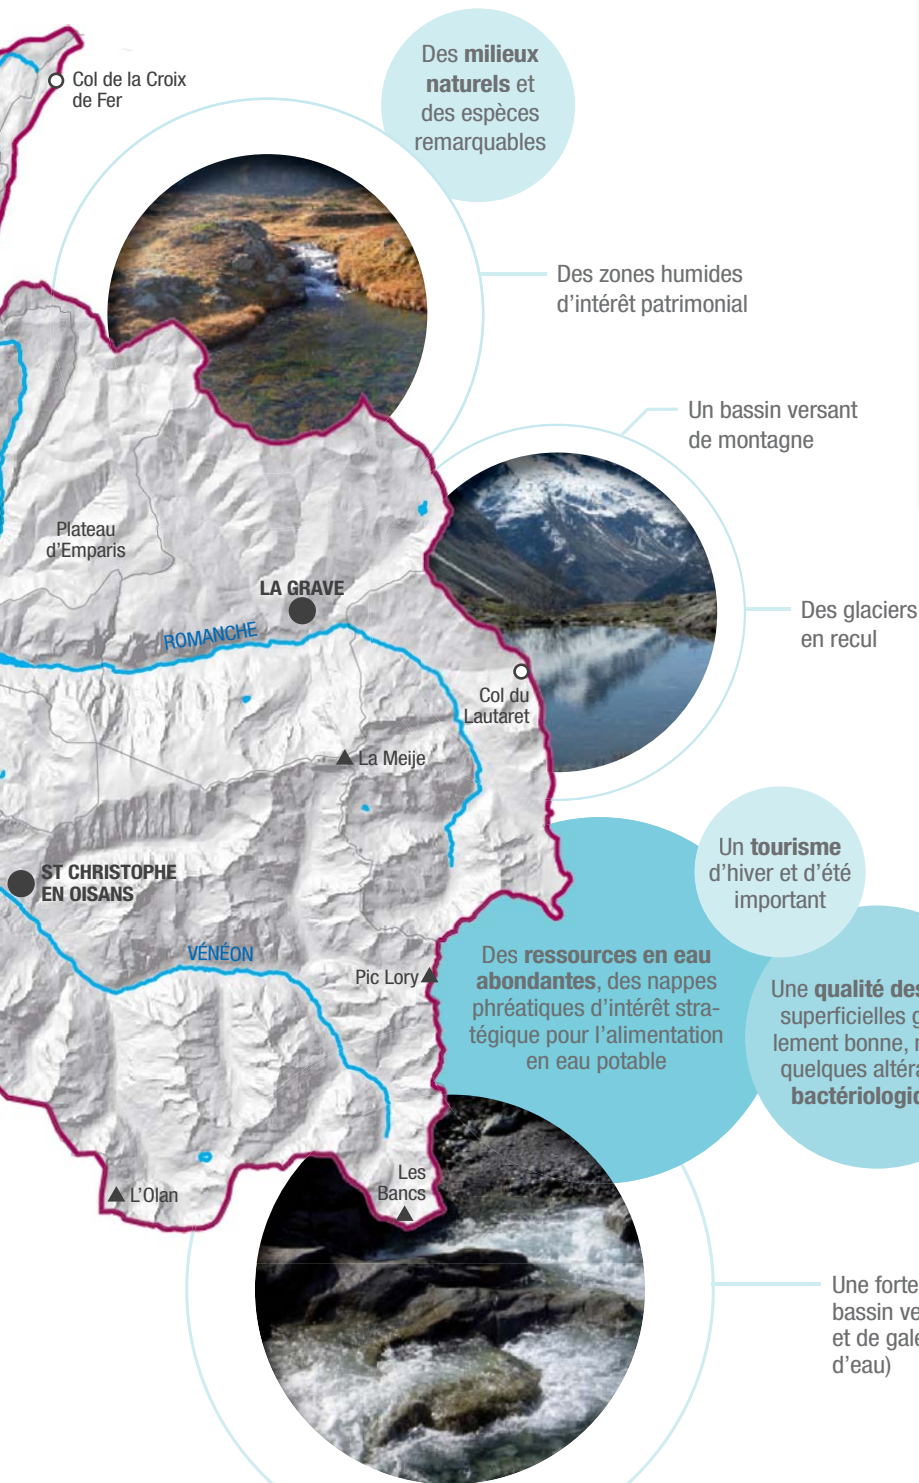 Des milieux
naturels et
des espèces
remarquables
Col de la Croix
de Fer
Des zones humides
d’intérêt patrimonial
Un bassin versant
de montagne
Plateau
d’Emparis
LA GRAVE
ROMANCHE
Des glaciers
en recul
Col du
Lautaret
La Meije
Un tourisme
d’hiver et d’été
important
ST CHRISTOPHE
EN OISANS
VÉNÉON
Pic Lory
Des ressources en eau
abondantes, des nappes
phréatiques d’intérêt stra-
tégique pour l’alimentation
en eau potable
Une qualité des
superficielles
lement bonne,
quelques
Les
Bancs
L’Olan
Une forte
bassin
et de
d’eau)